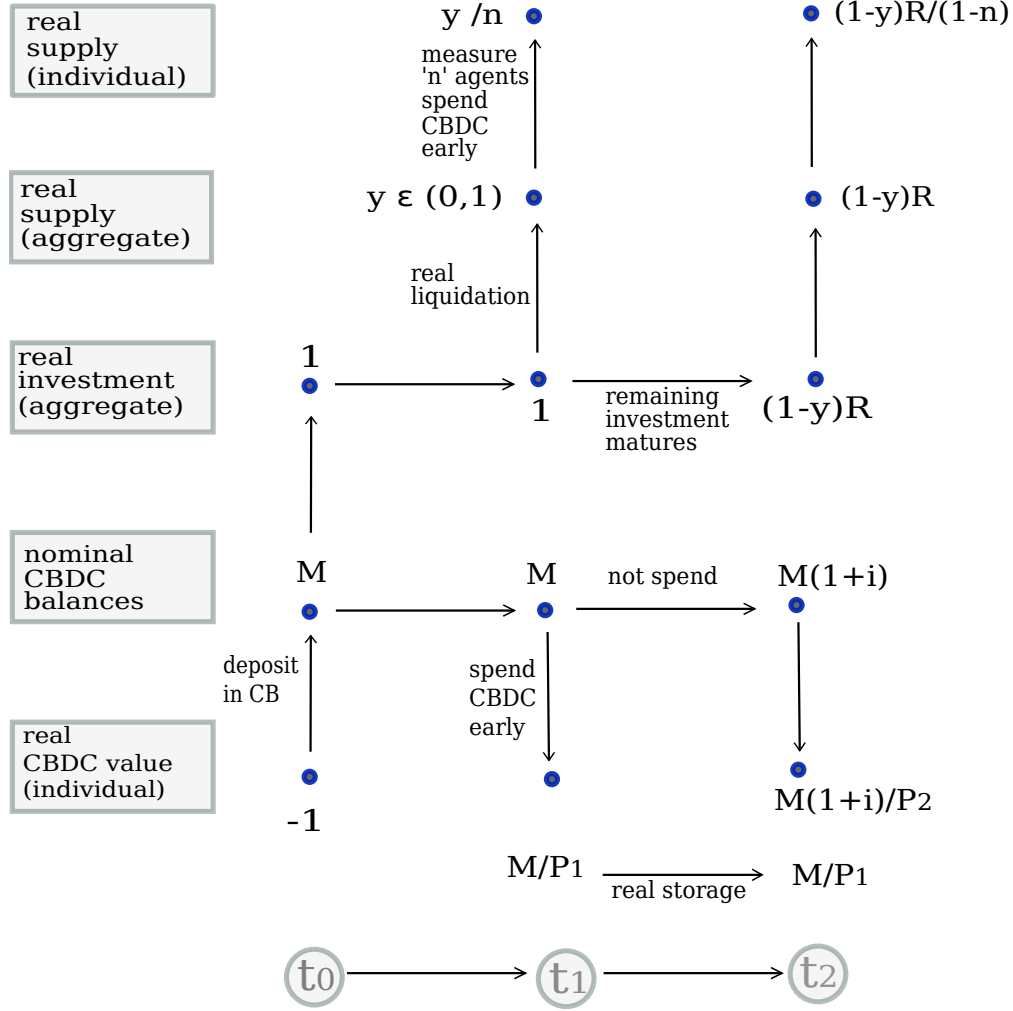 real
supply
(individual)
y /n
(1-y)R/(1-n)
measure
'n' agents
spend
CBDC
early
real
supply
(aggregate)
y ε (0,1)
(1-y)R
real
liquidation
real
investment
(aggregate)
1
1
remaining
investment
matures
(1-y)R
nominal
CBDC
balances
M
M
not spend
M(1+i)
deposit
in CB
spend
CBDC
early
real
CBDC value
(individual)
-1
M(1+i)/P2
M/P1
real storage
M/P1
t0
t1
t2